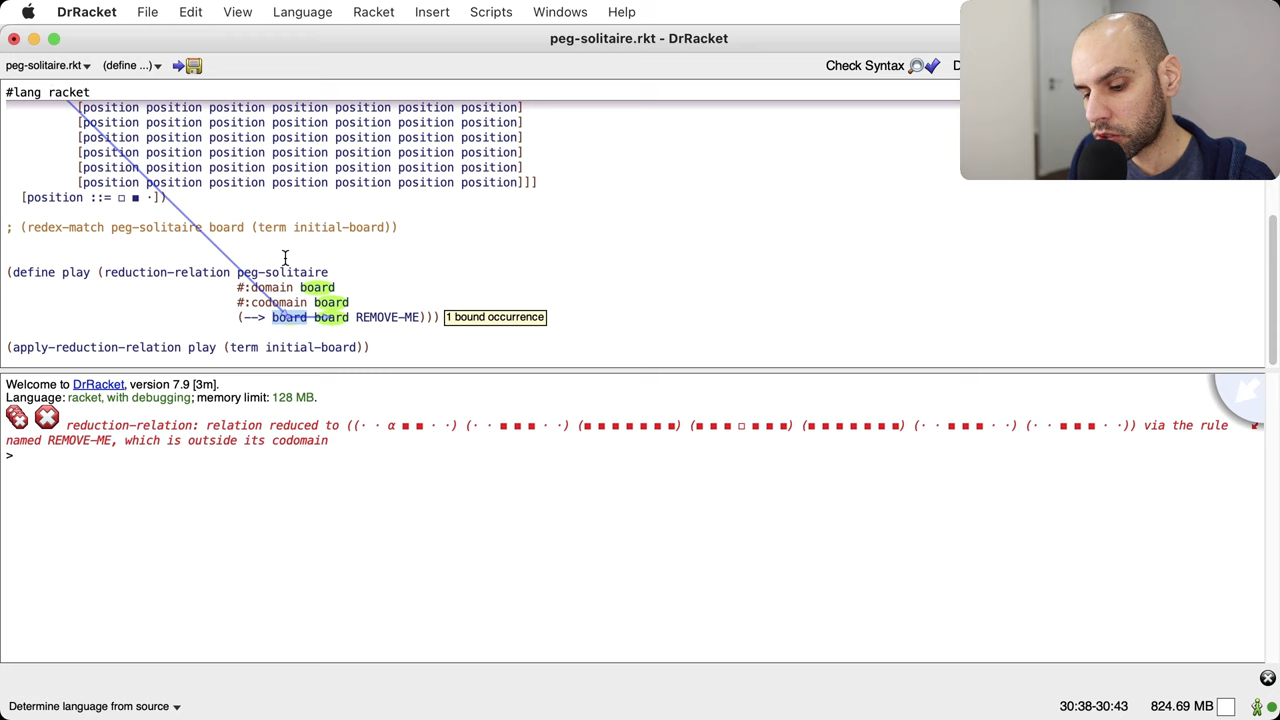 DrRacket File Edit View Language Racket Insert Scripts Windows Help
peg-solitaire.rkt - DrRacket
peg-solitaire.rkt▾ (define ...)▾ Check Syntax D
#lang racket
[position position position position position position position]
[position position position position position position position]
[position position position position position position position]
[position position position position position position position]
[position position position position position position position]
[position position position position position position position]]]
[position ::= □ ■ ·])
; (redex-match peg-solitaire board (term initial-board))
(define play (reduction-relation peg-solitaire
#:domain board
#:codomain board
(--> board board REMOVE-ME))) 1 bound occurrence
(apply-reduction-relation play (term initial-board))
Welcome to DrRacket, version 7.9 [3m].
Language: racket, with debugging; memory limit: 128 MB.
reduction-relation: relation reduced to ((· · α ■ ■ · ·) (· · ■ ■ ■ · ·) (■ ■ ■ ■ ■ ■ ■) (■ ■ ■ □ ■ ■ ■) (■ ■ ■ ■ ■ ■ ■) (· · ■ ■ ■ · ·) (· · ■ ■ ■ · ·)) via the rule
named REMOVE-ME, which is outside its codomain
>
Determine language from source ▾ 30:38-30:43 824.69 MB